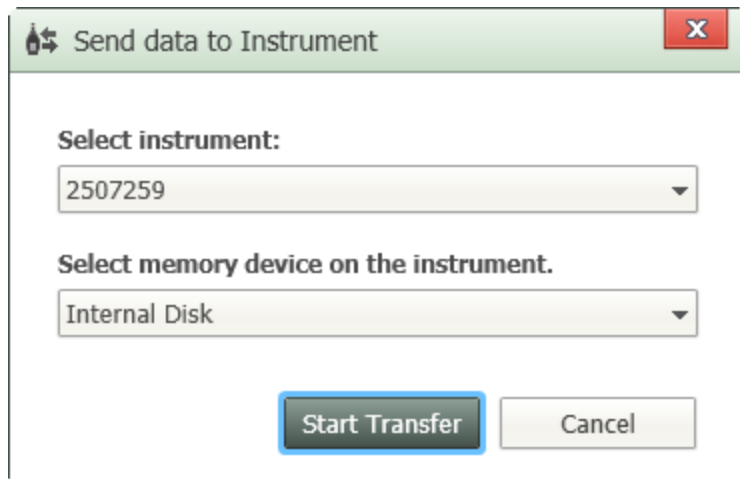 Send data to Instrument
Select instrument:
2507259
Select memory device on the instrument.
Internal Disk
Start Transfer
Cancel